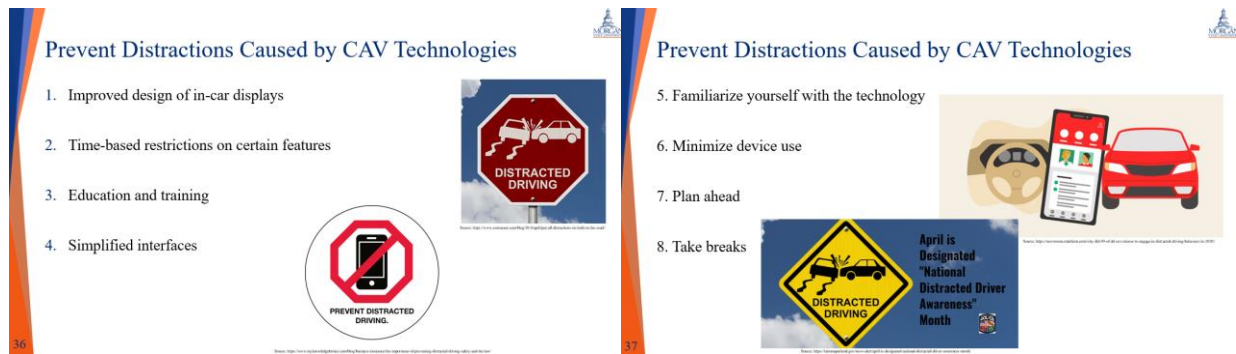 MORGAN
Prevent Distractions Caused by CAV Technologies
1. Improved design of in-car displays
2. Time-based restrictions on certain features
3. Education and training
4. Simplified interfaces
DISTRACTED
DRIVING
PREVENT DISTRACTED
DRIVING.
36
MORGAN
Prevent Distractions Caused by CAV Technologies
5. Familiarize yourself with the technology
6. Minimize device use
7. Plan ahead
8. Take breaks
DISTRACTED
DRIVING
April is
Designated
"National
Distracted Driver
Awareness"
Month
37